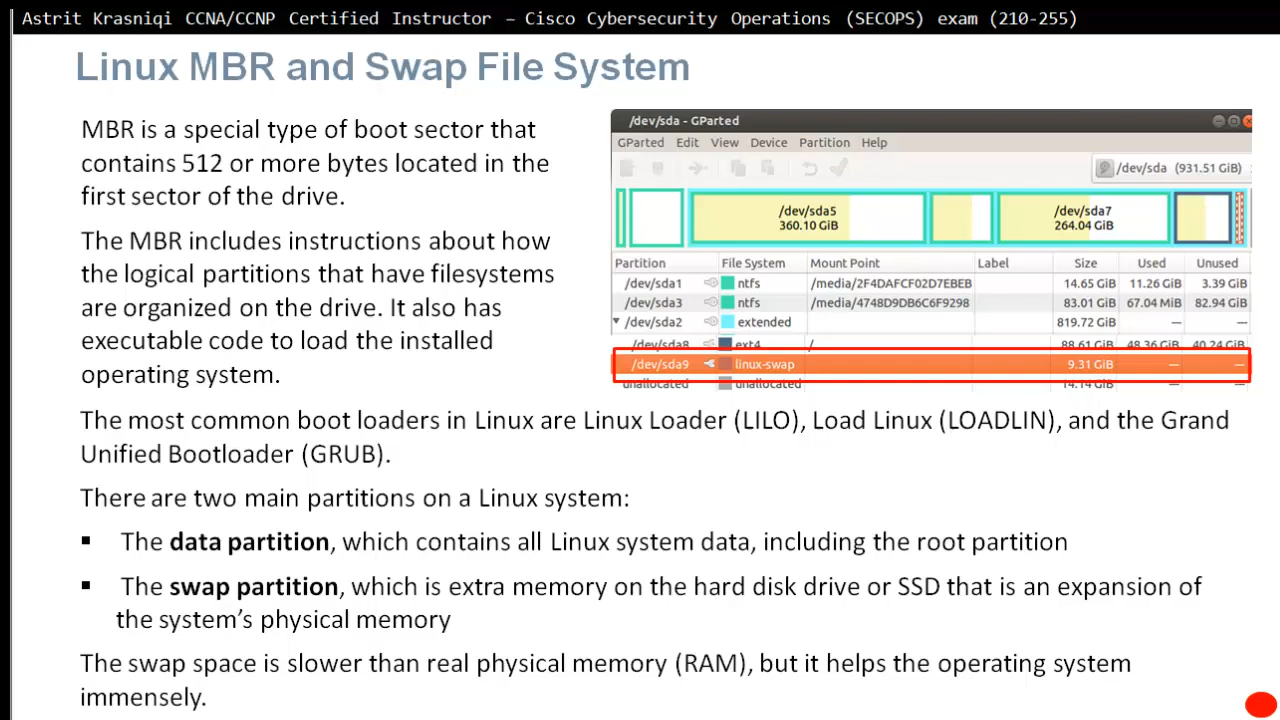 Astrit Krasniqi CCNA/CCNP Certified Instructor – Cisco Cybersecurity Operations (SECOPS) exam (210-255)
Linux MBR and Swap File System
MBR is a special type of boot sector that
contains 512 or more bytes located in the
first sector of the drive.
The MBR includes instructions about how
the logical partitions that have filesystems
are organized on the drive. It also has
executable code to load the installed
operating system.
/dev/sda - GParted
GParted Edit View Device Partition Help
/dev/sda (931.51 GiB)
/dev/sda5 /dev/sda7
360.10 GiB 264.04 GiB
Partition File System Mount Point Label Size Used Unused
/dev/sda1 ntfs /media/2F4DAFCF02D7EBEB 14.65 GiB 11.26 GiB 3.39 GiB
/dev/sda3 ntfs /media/4748D9DB6C6F9298 83.01 GiB 67.04 MiB 82.94 GiB
/dev/sda2 extended 819.72 GiB — —
/dev/sda8 ext4 / 88.61 GiB 48.36 GiB 40.24 GiB
/dev/sda9 linux-swap 9.31 GiB — —
unallocated unallocated 14.14 GiB — —
The most common boot loaders in Linux are Linux Loader (LILO), Load Linux (LOADLIN), and the Grand
Unified Bootloader (GRUB).
There are two main partitions on a Linux system:
▪ The data partition, which contains all Linux system data, including the root partition
▪ The swap partition, which is extra memory on the hard disk drive or SSD that is an expansion of
the system’s physical memory
The swap space is slower than real physical memory (RAM), but it helps the operating system
immensely.